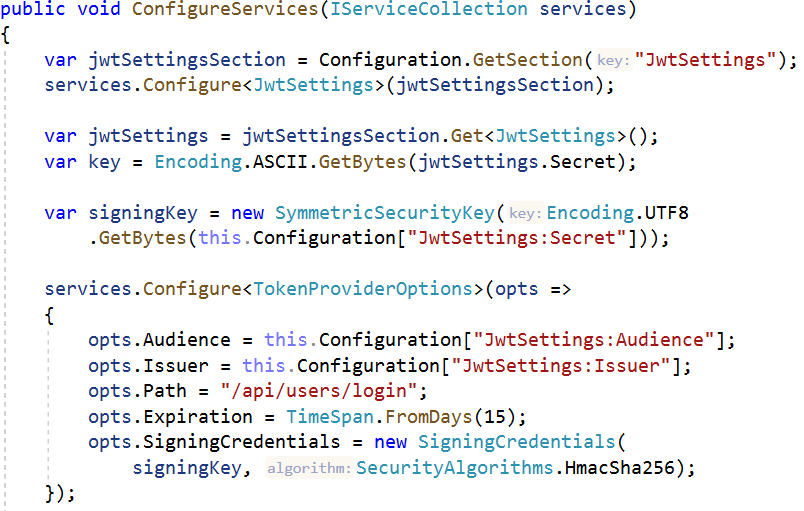 public void ConfigureServices(IServiceCollection services)
{
    var jwtSettingsSection = Configuration.GetSection(key:"JwtSettings");
    services.Configure<JwtSettings>(jwtSettingsSection);

    var jwtSettings = jwtSettingsSection.Get<JwtSettings>();
    var key = Encoding.ASCII.GetBytes(jwtSettings.Secret);

    var signingKey = new SymmetricSecurityKey(key:Encoding.UTF8
        .GetBytes(this.Configuration["JwtSettings:Secret"]));

    services.Configure<TokenProviderOptions>(opts =>
    {
        opts.Audience = this.Configuration["JwtSettings:Audience"];
        opts.Issuer = this.Configuration["JwtSettings:Issuer"];
        opts.Path = "/api/users/login";
        opts.Expiration = TimeSpan.FromDays(15);
        opts.SigningCredentials = new SigningCredentials(
            signingKey, algorithm:SecurityAlgorithms.HmacSha256);
    });